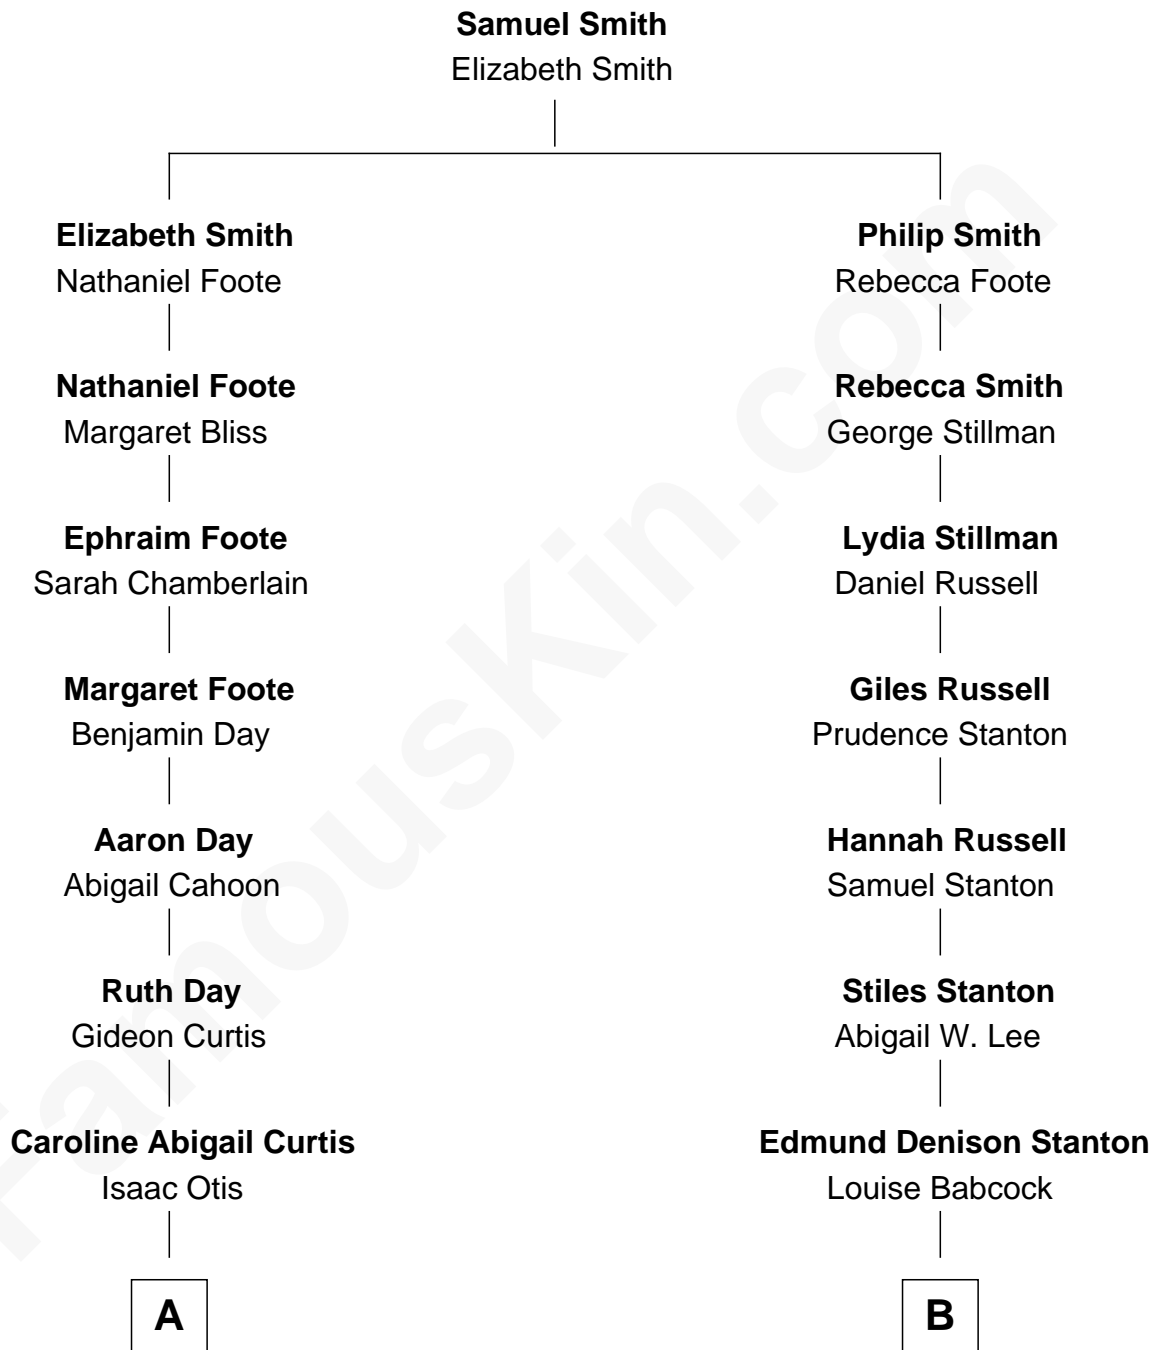 Samuel Smith
Elizabeth Smith
Elizabeth Smith
Nathaniel Foote
Philip Smith
Rebecca Foote
Nathaniel Foote
Margaret Bliss
Rebecca Smith
George Stillman
Ephraim Foote
Sarah Chamberlain
Lydia Stillman
Daniel Russell
Margaret Foote
Benjamin Day
Giles Russell
Prudence Stanton
Aaron Day
Abigail Cahoon
Hannah Russell
Samuel Stanton
Ruth Day
Gideon Curtis
Stiles Stanton
Abigail W. Lee
Caroline Abigail Curtis
Isaac Otis
Edmund Denison Stanton
Louise Babcock
A
B
FamousKin.com